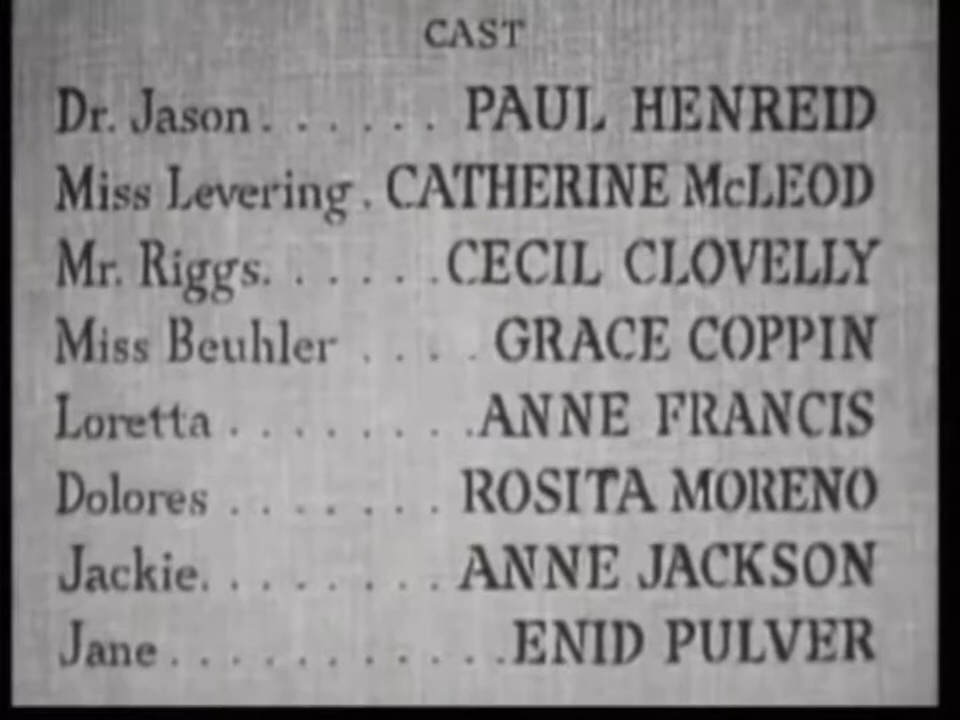 CAST
Dr. Jason . . . . . . PAUL HENREID
Miss Levering . CATHERINE McLEOD
Mr. Riggs. . . . . . CECIL CLOVELLY
Miss Beuhler . . . . GRACE COPPIN
Loretta . . . . . . . . . ANNE FRANCIS
Dolores . . . . . . . . ROSITA MORENO
Jackie. . . . . . . . . ANNE JACKSON
Jane . . . . . . . . . . . . ENID PULVER